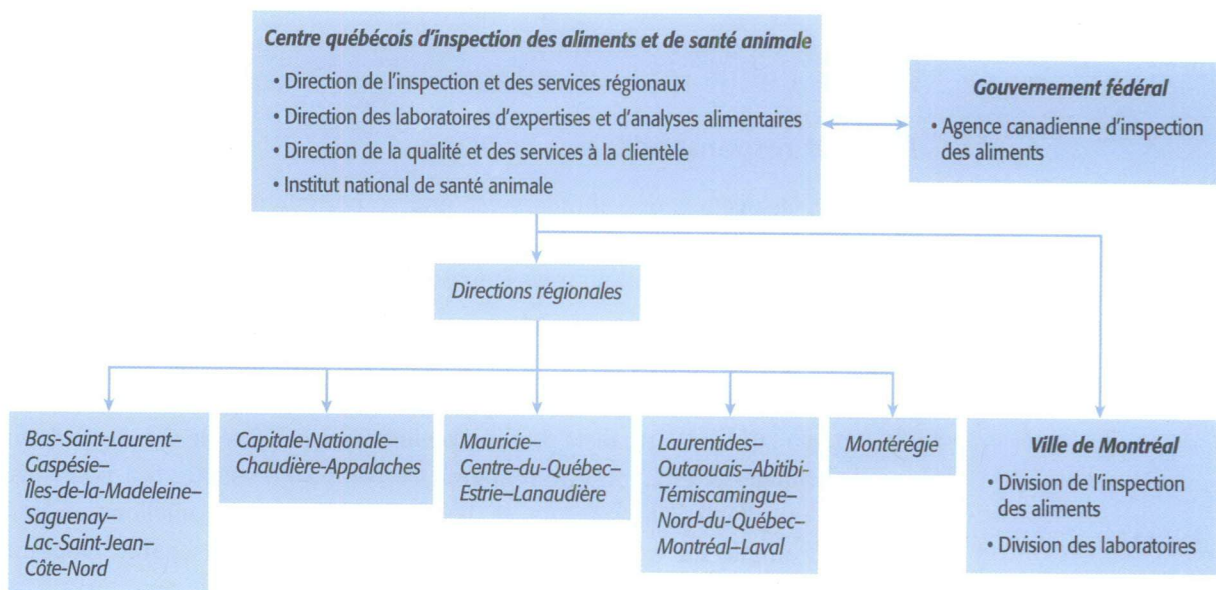 Centre québécois d'inspection des aliments et de santé animale
• Direction de l'inspection et des services régionaux
• Direction des laboratoires d'expertises et d'analyses alimentaires
• Direction de la qualité et des services à la clientèle
• Institut national de santé animale
Gouvernement fédéral
• Agence canadienne d'inspection
des aliments
Directions régionales
Bas-Saint-Laurent–
Gaspésie–
Îles-de-la-Madeleine–
Saguenay–
Lac-Saint-Jean–
Côte-Nord
Capitale-Nationale–
Chaudière-Appalaches
Mauricie–
Centre-du-Québec–
Estrie–Lanaudière
Laurentides–
Outaouais–Abitibi-
Témiscamingue–
Nord-du-Québec–
Montréal–Laval
Montérégie
Ville de Montréal
• Division de l'inspection
des aliments
• Division des laboratoires